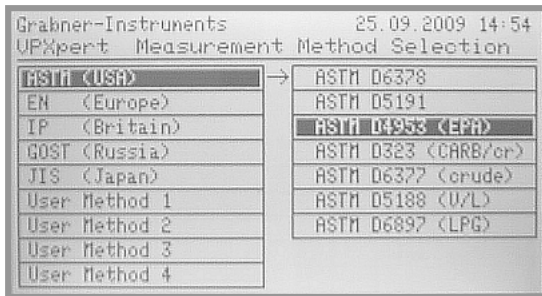 Grabner-Instruments 25.09.2009 14:54
VPXpert Measurement Method Selection
ASTM (USA) → ASTM D6378
EN (Europe) ASTM D5191
IP (Britain) ASTM D4953 (EPA)
GOST (Russia) ASTM D323 (CARB/cr)
JIS (Japan) ASTM D6377 (crude)
User Method 1 ASTM D5188 (V/L)
User Method 2 ASTM D6897 (LPG)
User Method 3
User Method 4